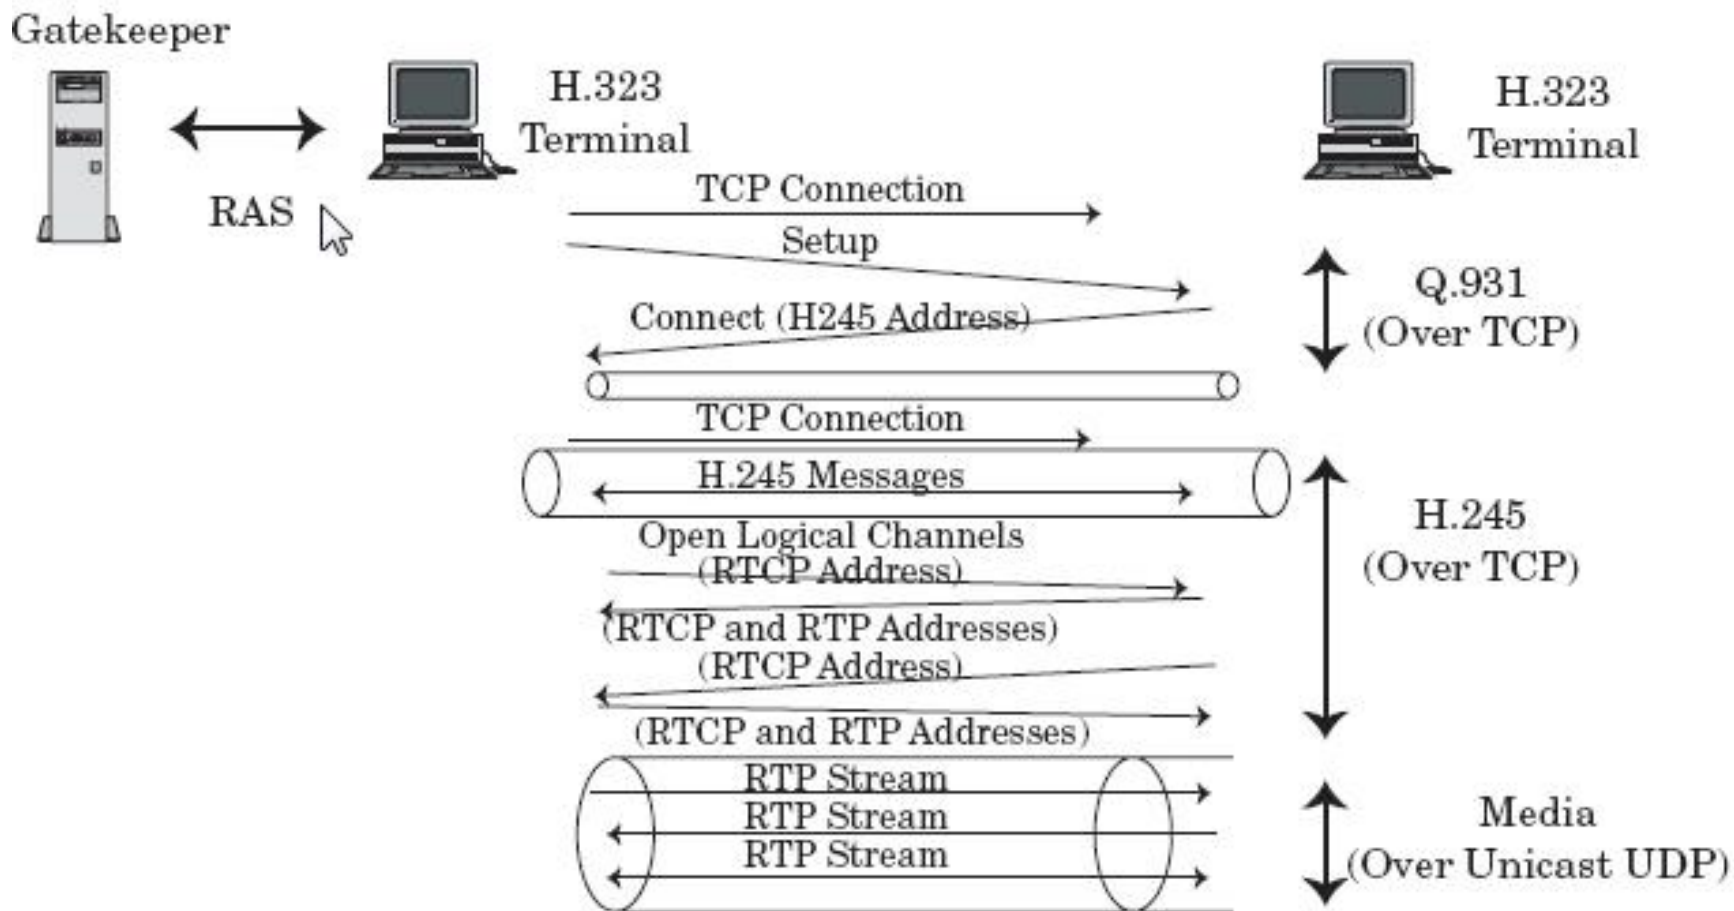 Gatekeeper
H.323
Terminal
H.323
Terminal
RAS
TCP Connection
Setup
Connect (H245 Address)
Q.931
(Over TCP)
TCP Connection
H.245 Messages
Open Logical Channels
(RTCP Address)
(RTCP and RTP Addresses)
(RTCP Address)
(RTCP and RTP Addresses)
H.245
(Over TCP)
RTP Stream
RTP Stream
RTP Stream
Media
(Over Unicast UDP)